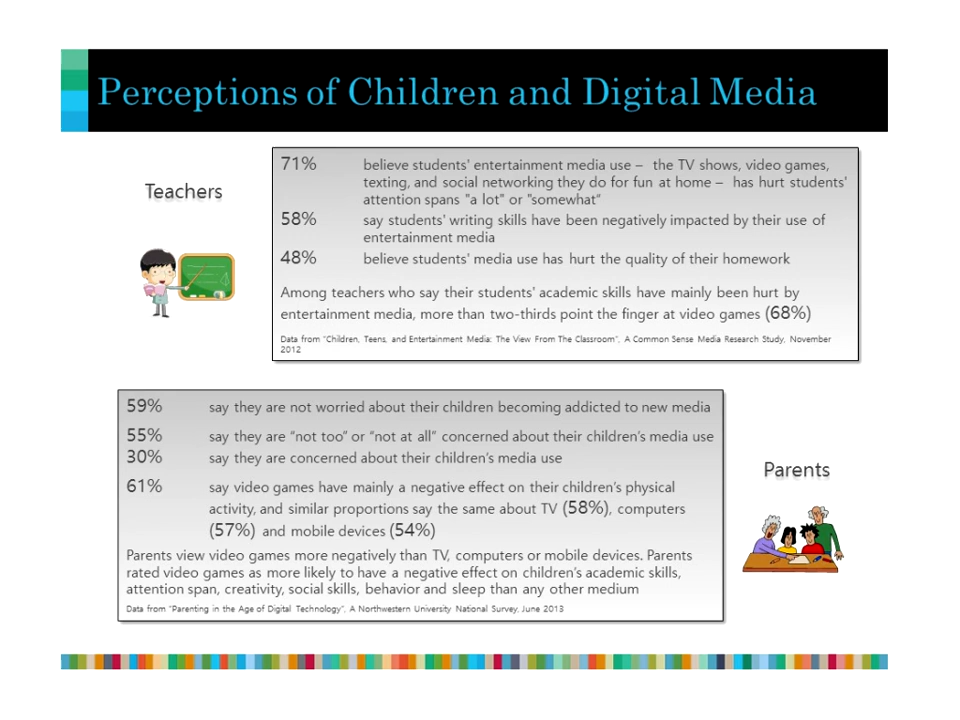 Perceptions of Children and Digital Media
Teachers
71% believe students' entertainment media use – the TV shows, video games,
texting, and social networking they do for fun at home – has hurt students'
attention spans "a lot" or "somewhat"
58% say students' writing skills have been negatively impacted by their use of
entertainment media
48% believe students' media use has hurt the quality of their homework
Among teachers who say their students' academic skills have mainly been hurt by
entertainment media, more than two-thirds point the finger at video games (68%)
Data from "Children, Teens, and Entertainment Media: The View From The Classroom", A Common Sense Media Research Study, November
2012
59% say they are not worried about their children becoming addicted to new media
55% say they are “not too” or “not at all” concerned about their children’s media use
30% say they are concerned about their children’s media use
61% say video games have mainly a negative effect on their children’s physical
activity, and similar proportions say the same about TV (58%), computers
(57%) and mobile devices (54%)
Parents view video games more negatively than TV, computers or mobile devices. Parents
rated video games as more likely to have a negative effect on children’s academic skills,
attention span, creativity, social skills, behavior and sleep than any other medium
Data from "Parenting in the Age of Digital Technology", A Northwestern University National Survey, June 2013
Parents